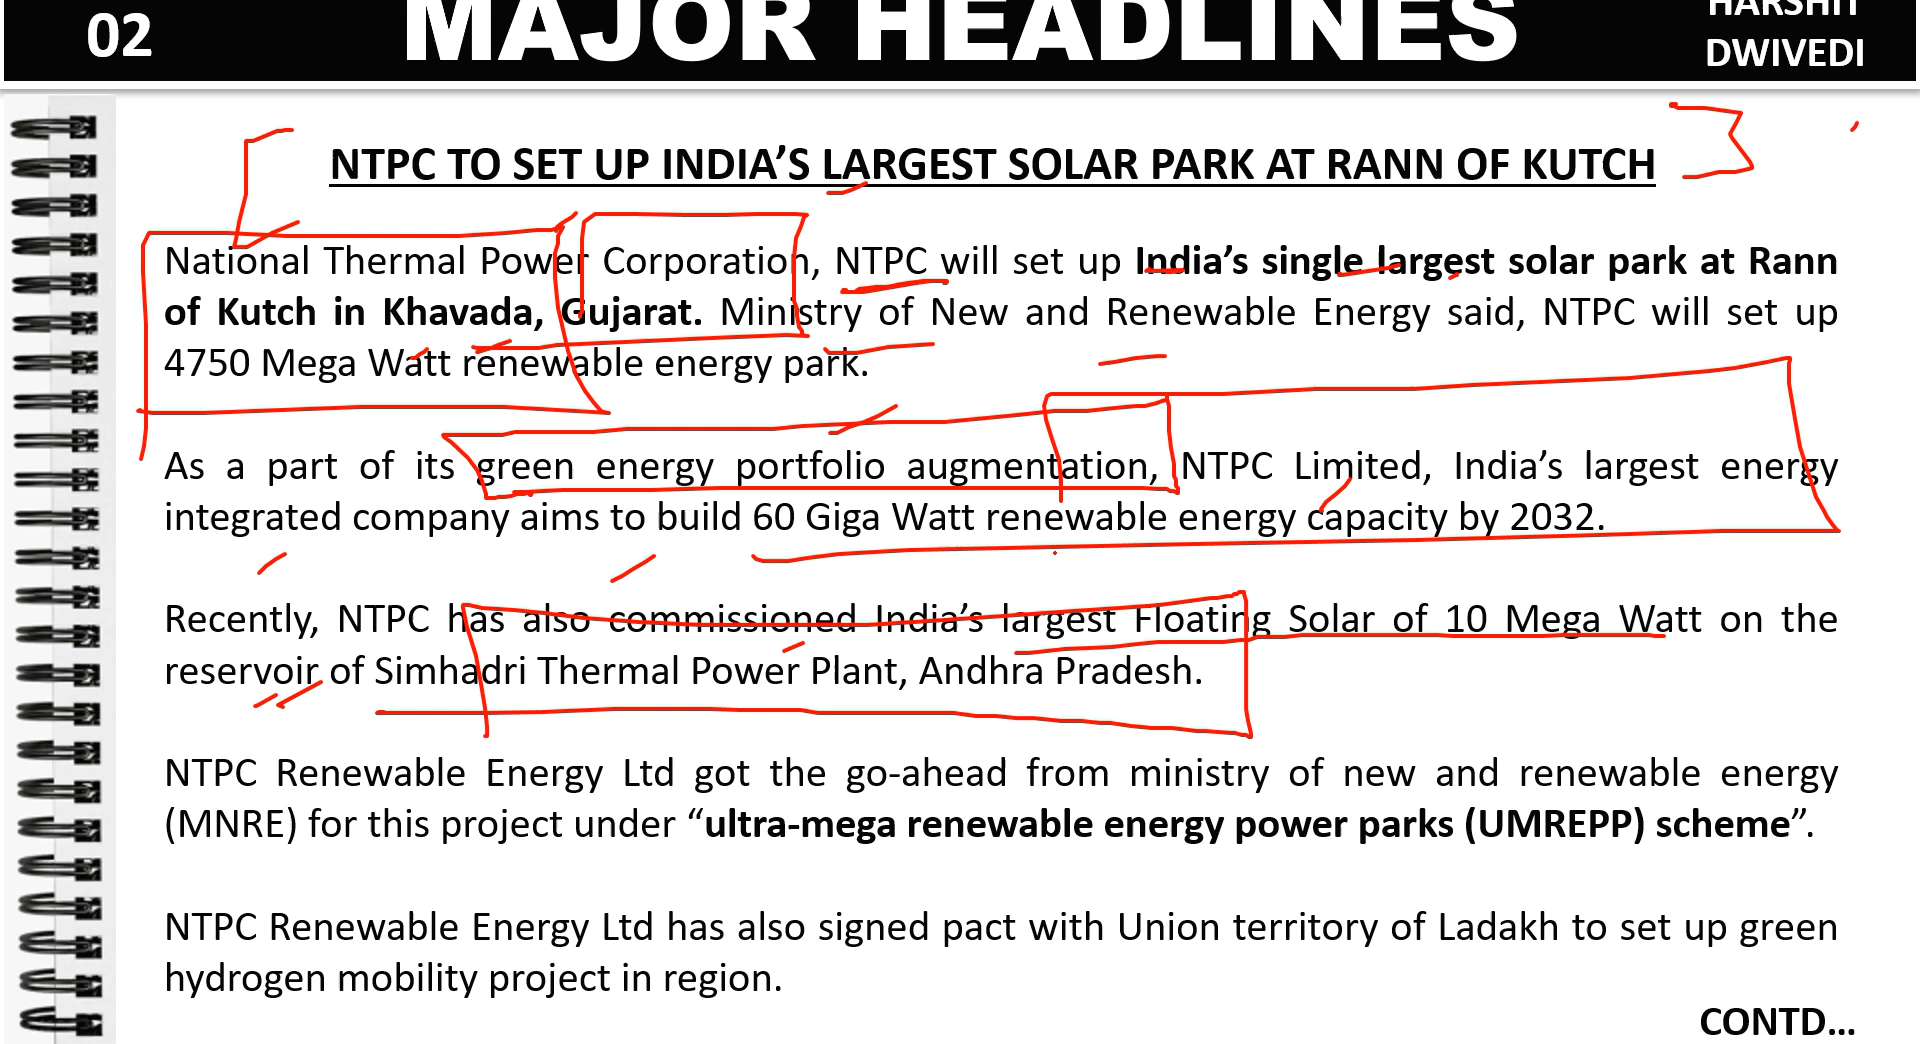 02
MAJOR HEADLINES
HARSHIT
DWIVEDI
NTPC TO SET UP INDIA’S LARGEST SOLAR PARK AT RANN OF KUTCH
National Thermal Power Corporation, NTPC will set up India’s single largest solar park at Rann
of Kutch in Khavada, Gujarat. Ministry of New and Renewable Energy said, NTPC will set up
4750 Mega Watt renewable energy park.
As a part of its green energy portfolio augmentation, NTPC Limited, India’s largest energy
integrated company aims to build 60 Giga Watt renewable energy capacity by 2032.
Recently, NTPC has also commissioned India’s largest Floating Solar of 10 Mega Watt on the
reservoir of Simhadri Thermal Power Plant, Andhra Pradesh.
NTPC Renewable Energy Ltd got the go-ahead from ministry of new and renewable energy
(MNRE) for this project under “ultra-mega renewable energy power parks (UMREPP) scheme”.
NTPC Renewable Energy Ltd has also signed pact with Union territory of Ladakh to set up green
hydrogen mobility project in region.
CONTD...